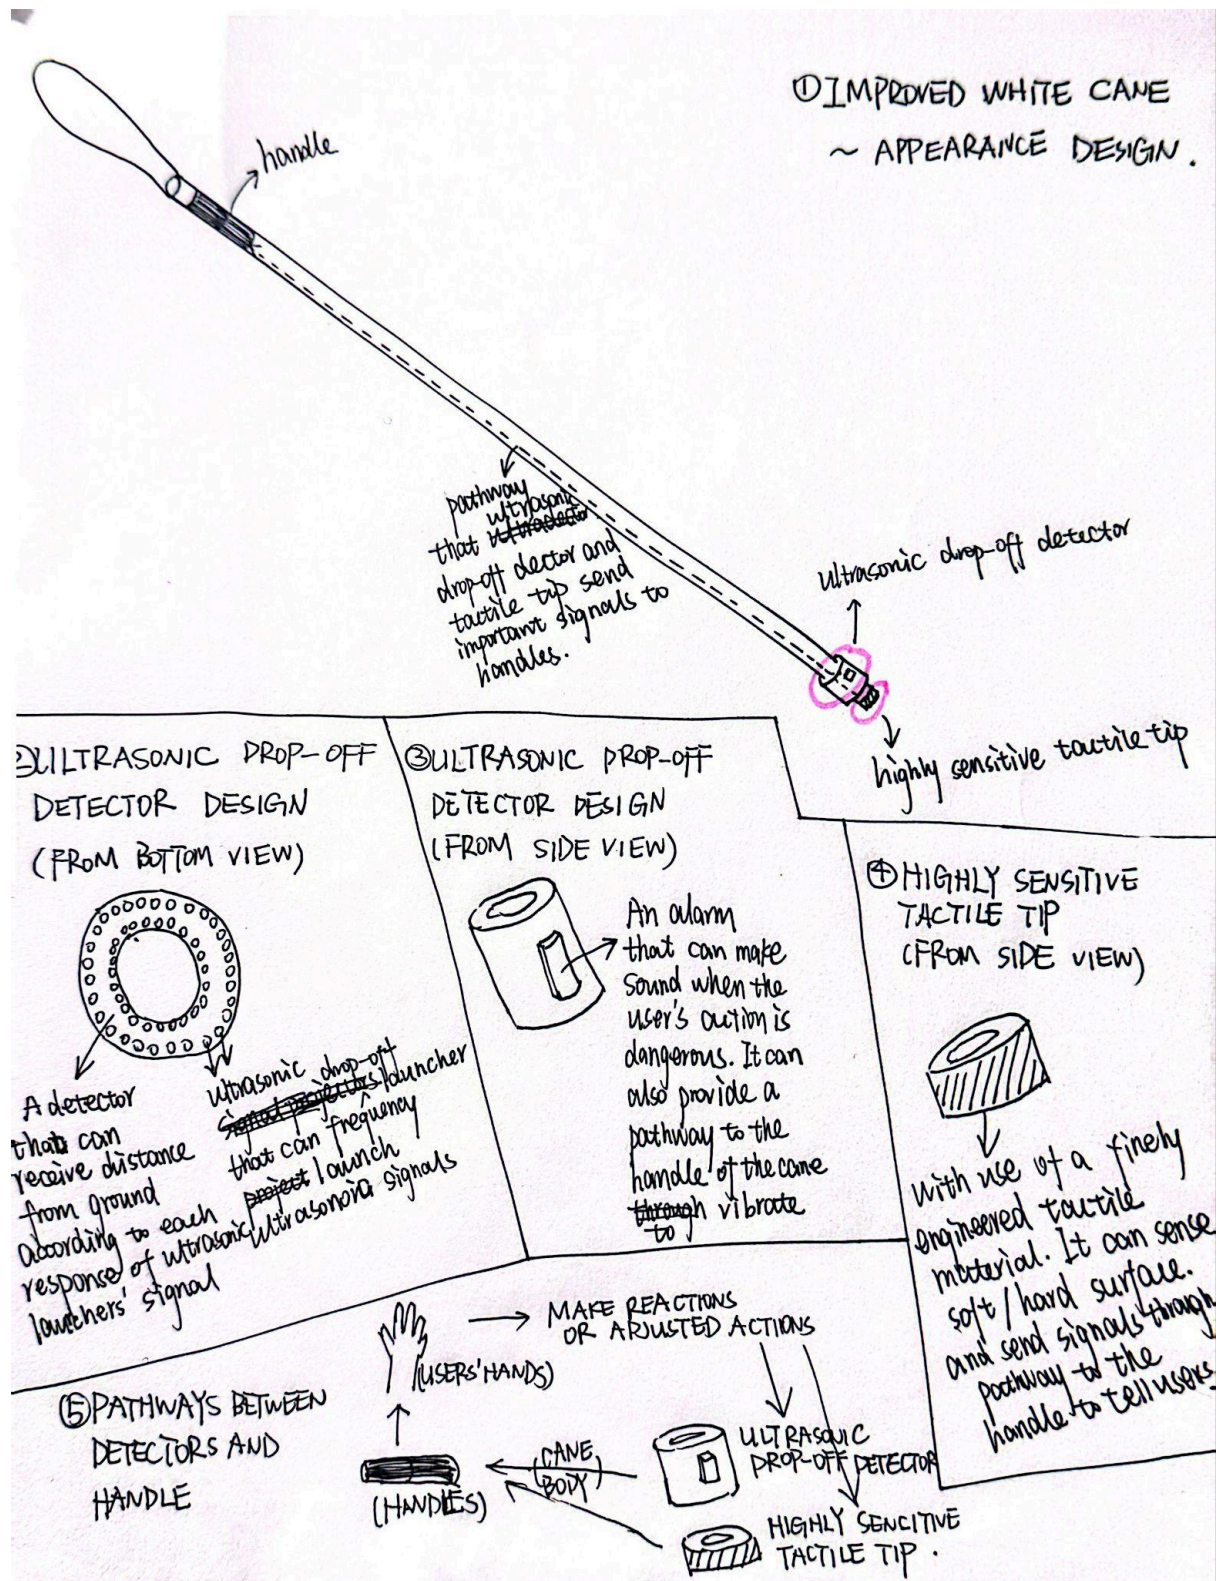 ①IMPROVED WHITE CANE
~ APPEARANCE DESIGN.
handle
pathway
ultrasonic
that
drop-off dector and
tactile tip send
important signals to
handles.
ultrasonic drop-off detector
highly sensitive tactile tip
②ULTRASONIC DROP-OFF
DETECTOR DESIGN
(FROM BOTTOM VIEW)
A detector
that can
receive distance
from ground
according to each
response of ultrasonic
launchers' signal
ultrasonic drop-off
signal projectors launcher
that can frequency
project launch
ultrasonoia signals
③ULTRASONIC DROP-OFF
DETECTOR DESIGN
(FROM SIDE VIEW)
An alarm
that can make
sound when the
user's action is
dangerous. It can
also provide a
pathway to the
handle of the cane
through vibrate
to
④HIGHLY SENSITIVE
TACTILE TIP
(FROM SIDE VIEW)
with use of a finely
engineered tactile
material. It can sense
soft/hard surface.
and send signals through
pathway to the
handle to tell users.
⑤PATHWAYS BETWEEN
DETECTORS AND
HANDLE
(USERS' HANDS)
MAKE REACTIONS
OR ADJUSTED ACTIONS
(HANDLES)
(CANE
BODY)
ULTRASONIC
DROP-OFF DETECTOR
HIGHLY SENCITIVE
TACTILE TIP.